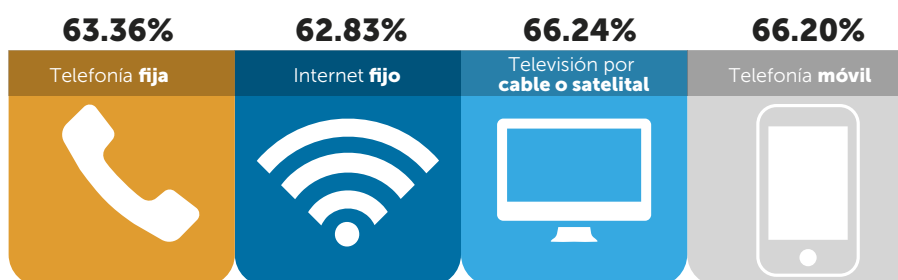 63.36%
62.83%
66.24%
66.20%
Telefonía fija
Internet fijo
Televisión por
cable o satelital
Telefonía móvil